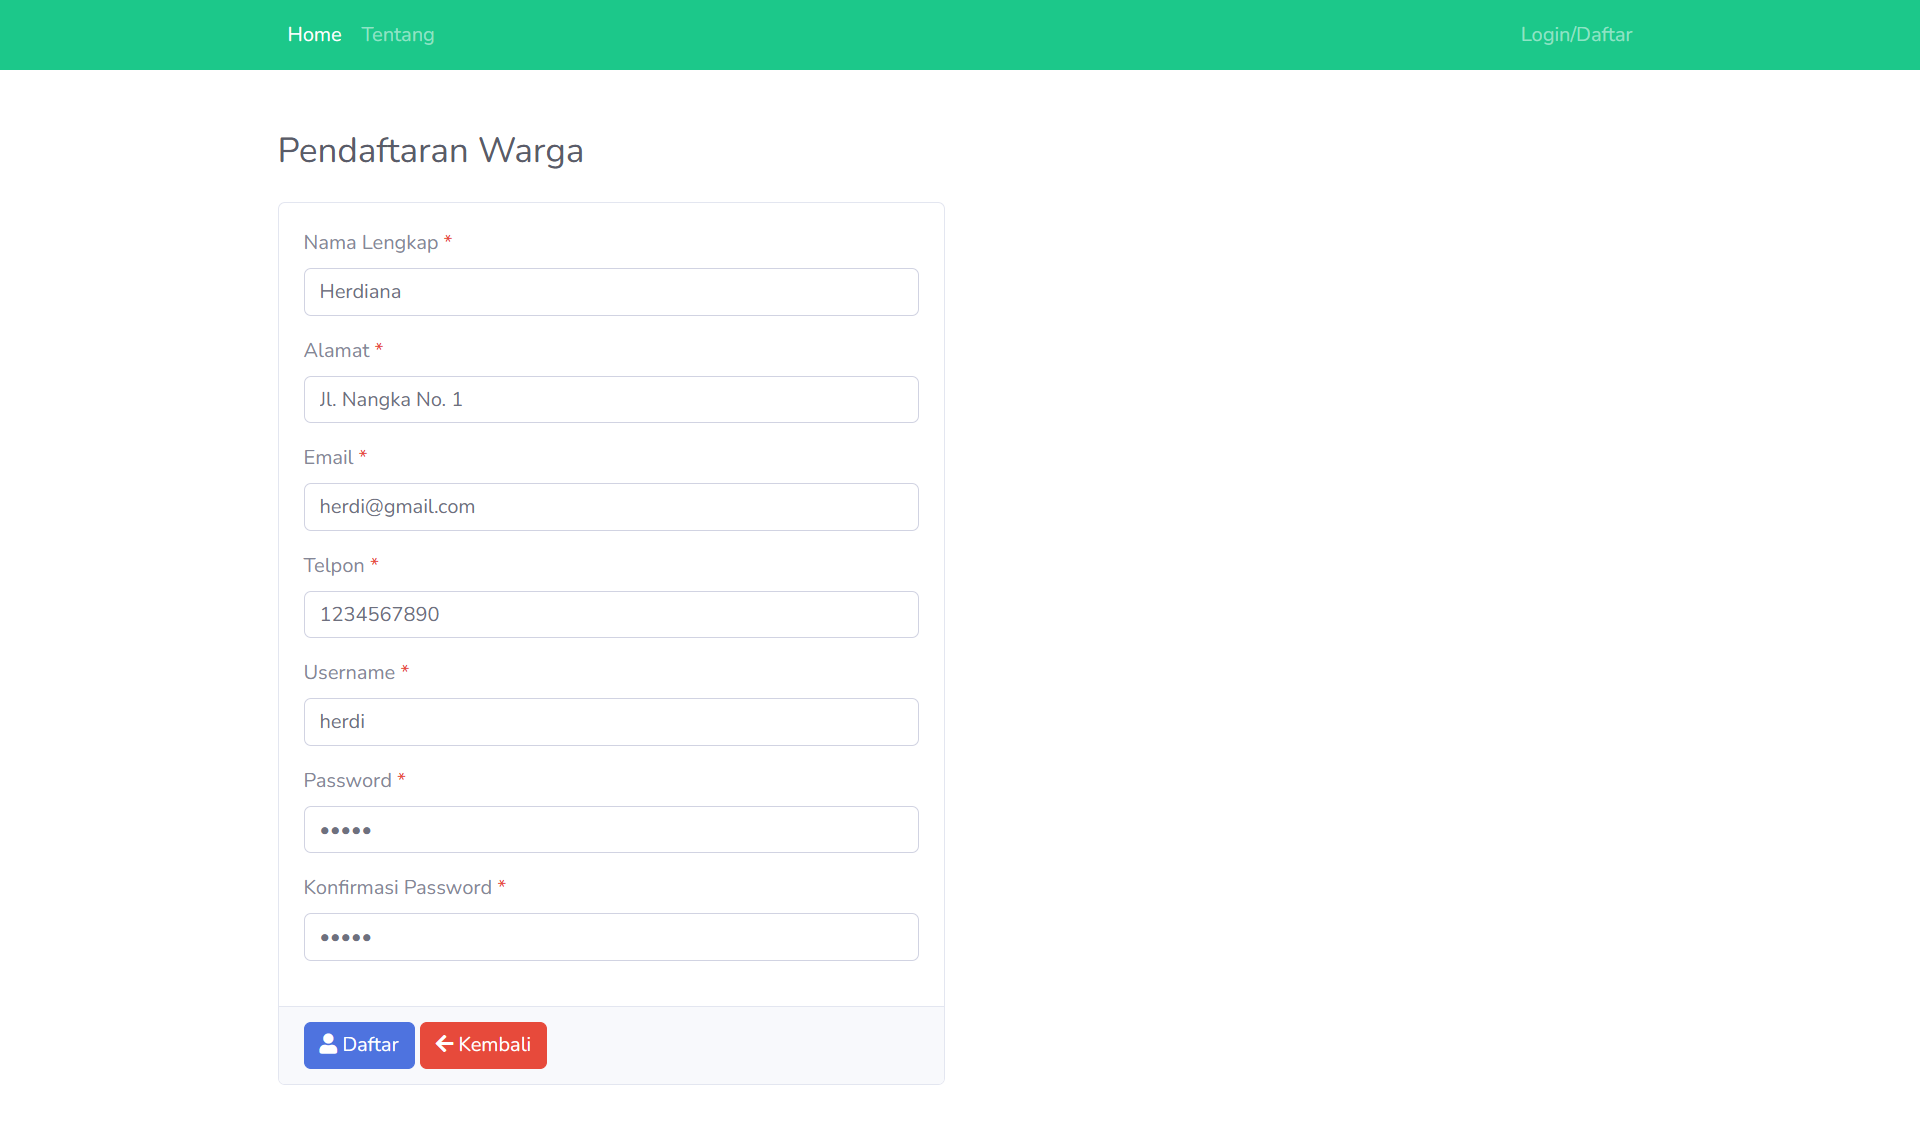 Home Tentang Login/Daftar
Pendaftaran Warga
Nama Lengkap *
Herdiana
Alamat *
Jl. Nangka No. 1
Email *
herdi@gmail.com
Telpon *
1234567890
Username *
herdi
Password *
•••••
Konfirmasi Password *
•••••
Daftar Kembali